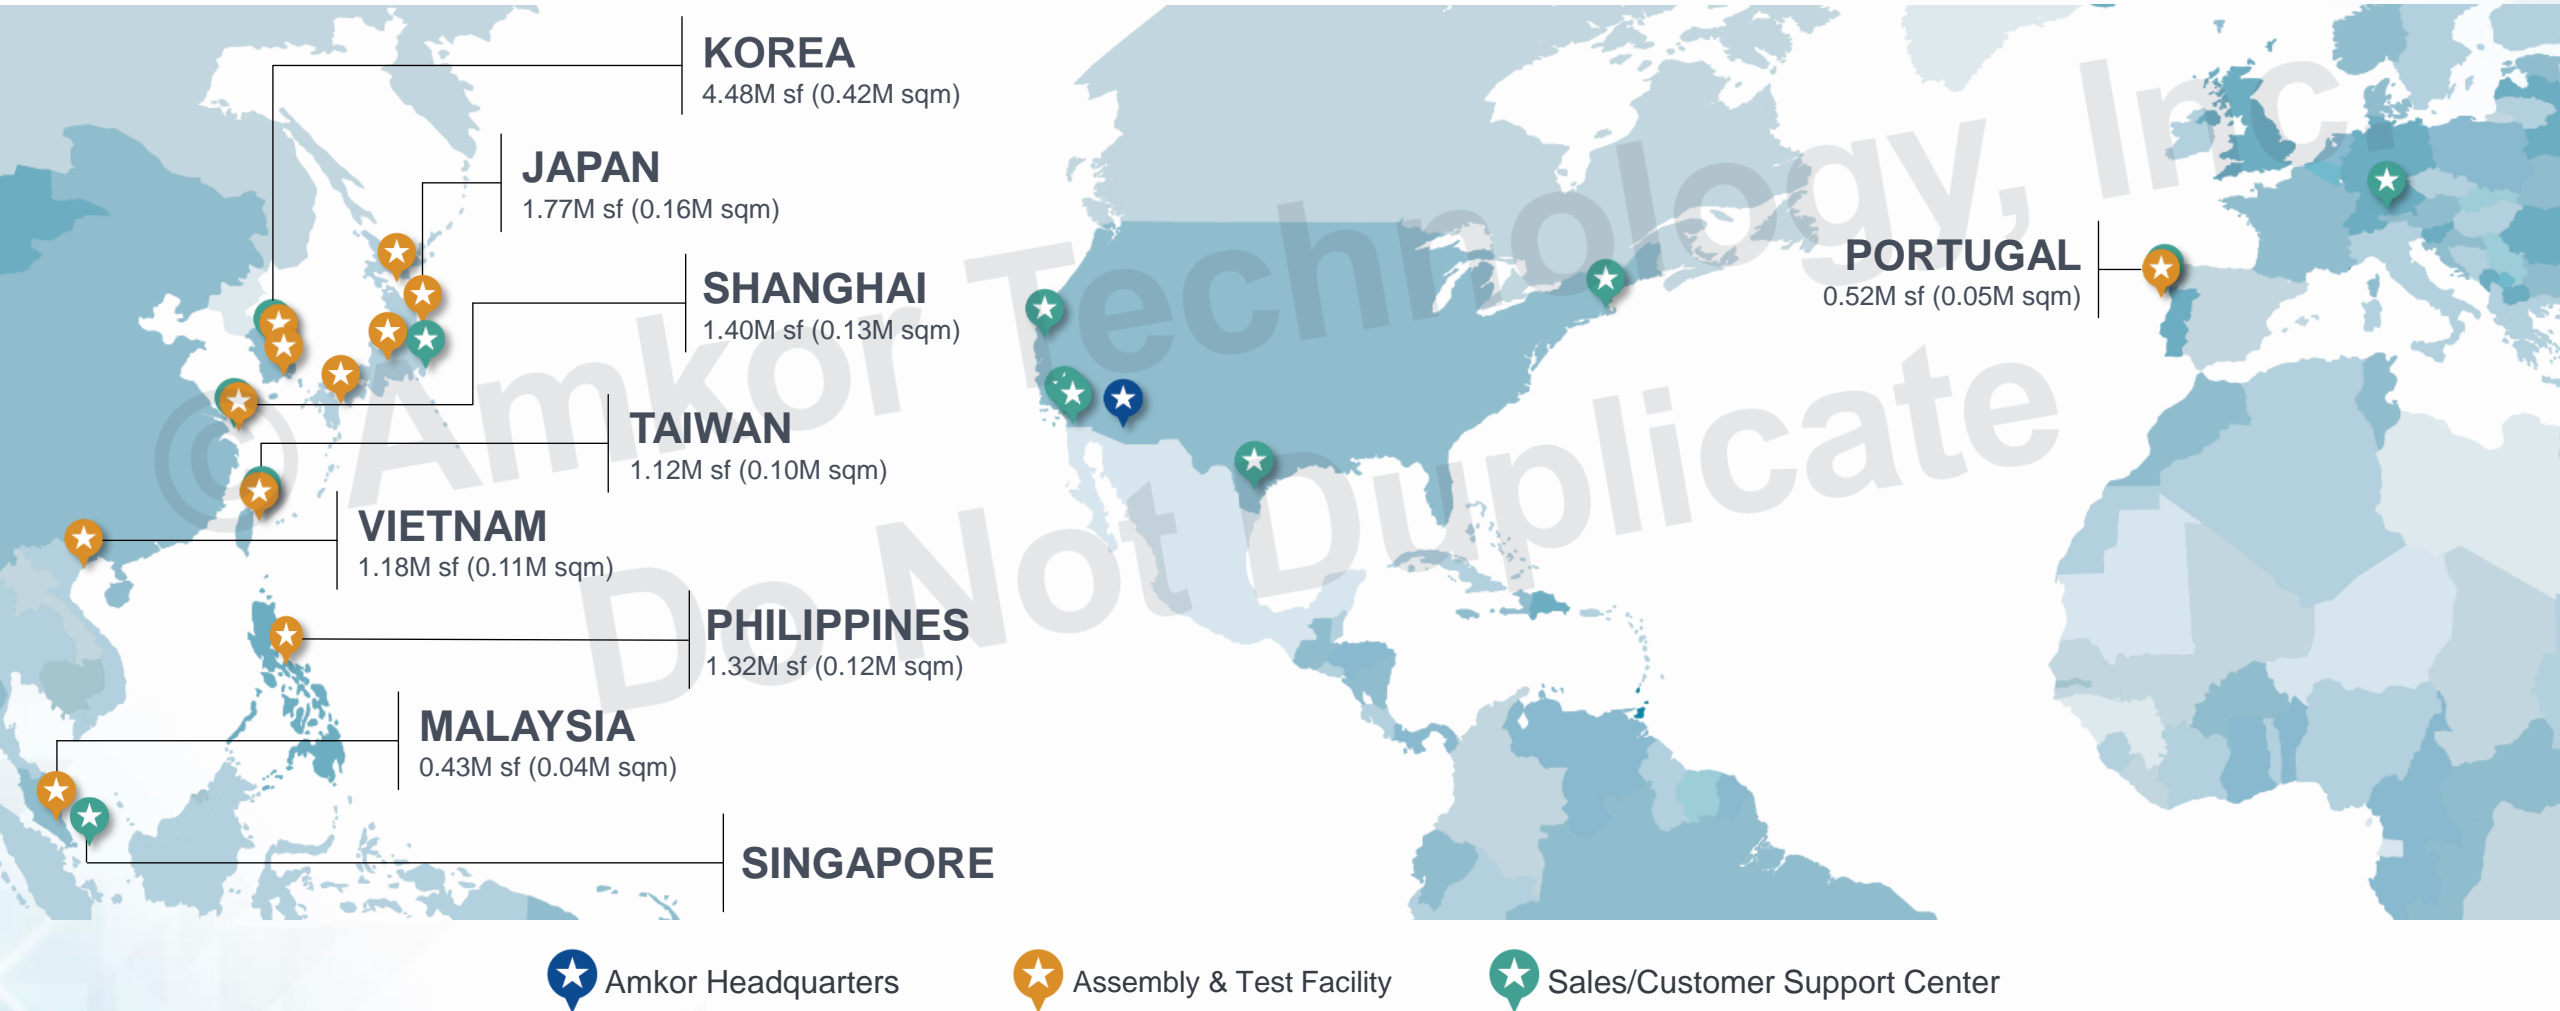 KOREA
4.48M sf (0.42M sqm)
JAPAN
1.77M sf (0.16M sqm)
SHANGHAI
1.40M sf (0.13M sqm)
TAIWAN
1.12M sf (0.10M sqm)
VIETNAM
1.18M sf (0.11M sqm)
PHILIPPINES
1.32M sf (0.12M sqm)
MALAYSIA
0.43M sf (0.04M sqm)
SINGAPORE
PORTUGAL
0.52M sf (0.05M sqm)
© Amkor Technology, Inc.
Do Not Duplicate
Amkor Headquarters
Assembly & Test Facility
Sales/Customer Support Center